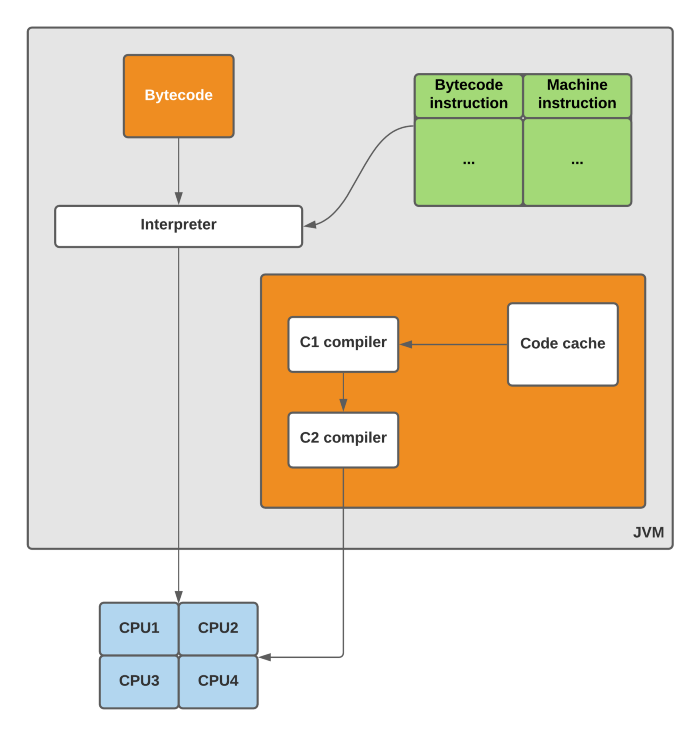 Bytecode
Bytecode
instruction
Machine
instruction
...
...
Interpreter
C1 compiler
Code cache
C2 compiler
JVM
CPU1
CPU2
CPU3
CPU4